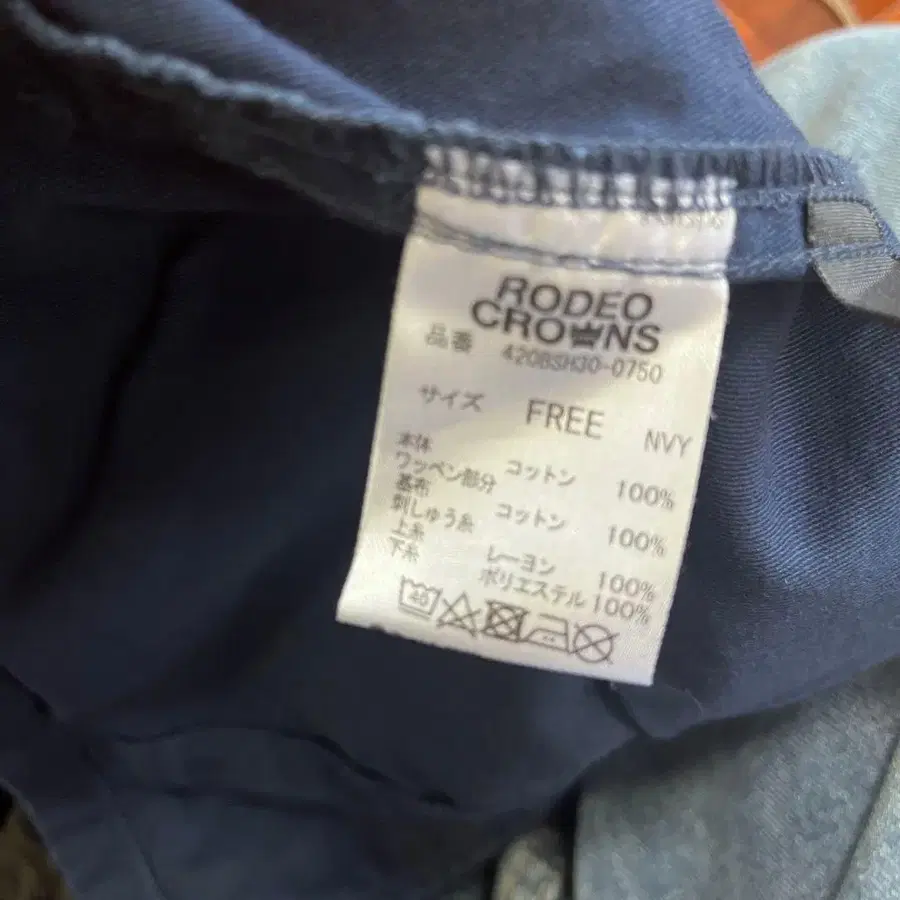 RODEO
CROWNS
品番 420BSH30-0750
サイズ FREE NVY
本体 コットン 100%
ワッペン部分
基布 コットン 100%
刺しゅう糸
上糸 レーヨン 100%
下糸 ポリエステル 100%
40